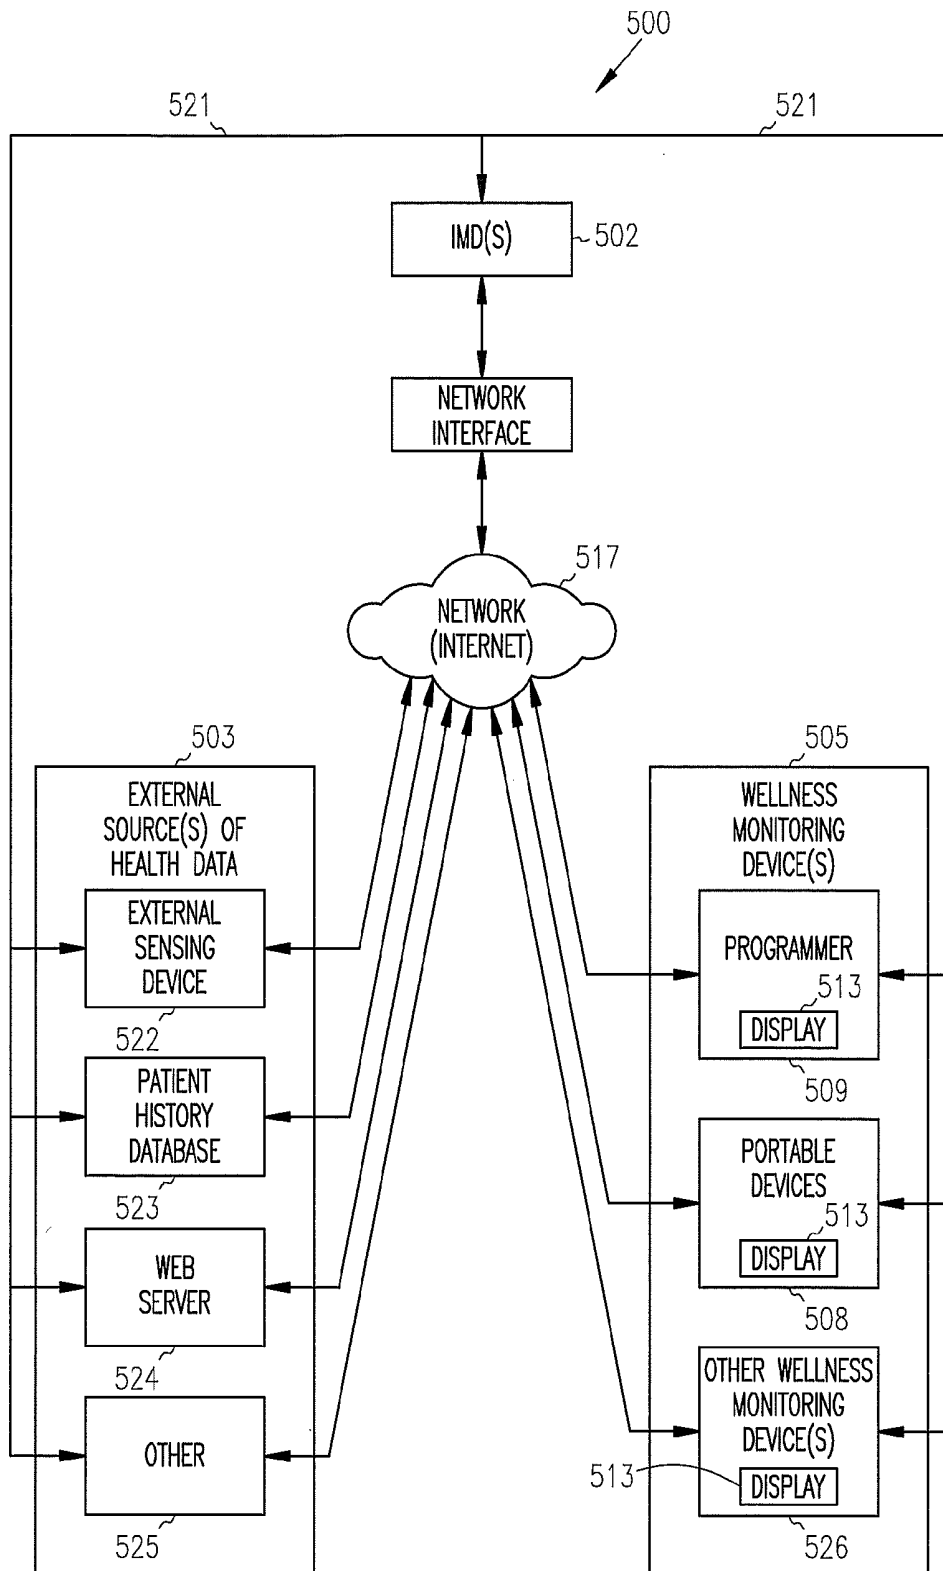 500
521
521
IMD(S)
502
NETWORK
INTERFACE
517
NETWORK
(INTERNET)
503
EXTERNAL
SOURCE(S) OF
HEALTH DATA
EXTERNAL
SENSING
DEVICE
522
PATIENT
HISTORY
DATABASE
523
WEB
SERVER
524
OTHER
525
505
WELLNESS
MONITORING
DEVICE(S)
PROGRAMMER
513
DISPLAY
509
PORTABLE
DEVICES
513
DISPLAY
508
OTHER WELLNESS
MONITORING
DEVICE(S)
513
DISPLAY
526